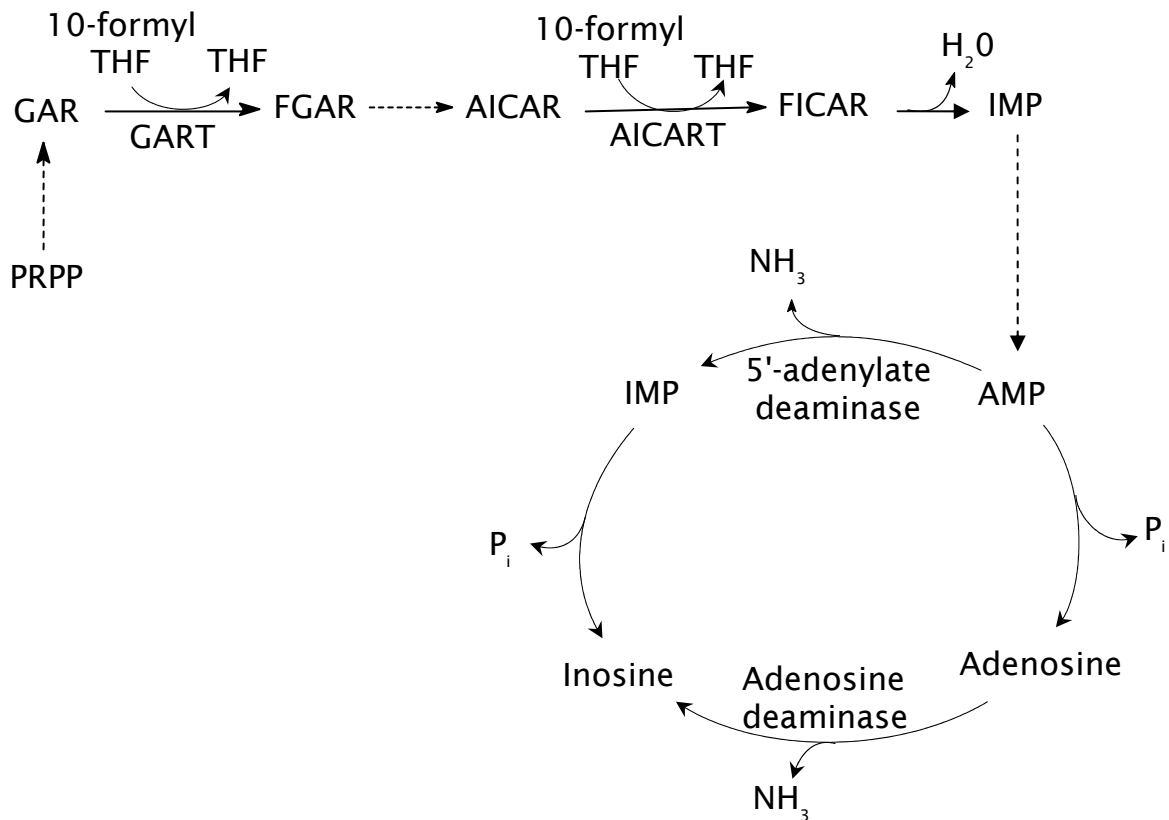 10-formyl
THF THF
GAR
GART
FGAR
AICAR
10-formyl
THF THF
AICART
FICAR
H₂0
IMP
PRPP
NH₃
5'-adenylate
deaminase
IMP
AMP
Pᵢ
Pᵢ
Inosine
Adenosine
deaminase
Adenosine
NH₃